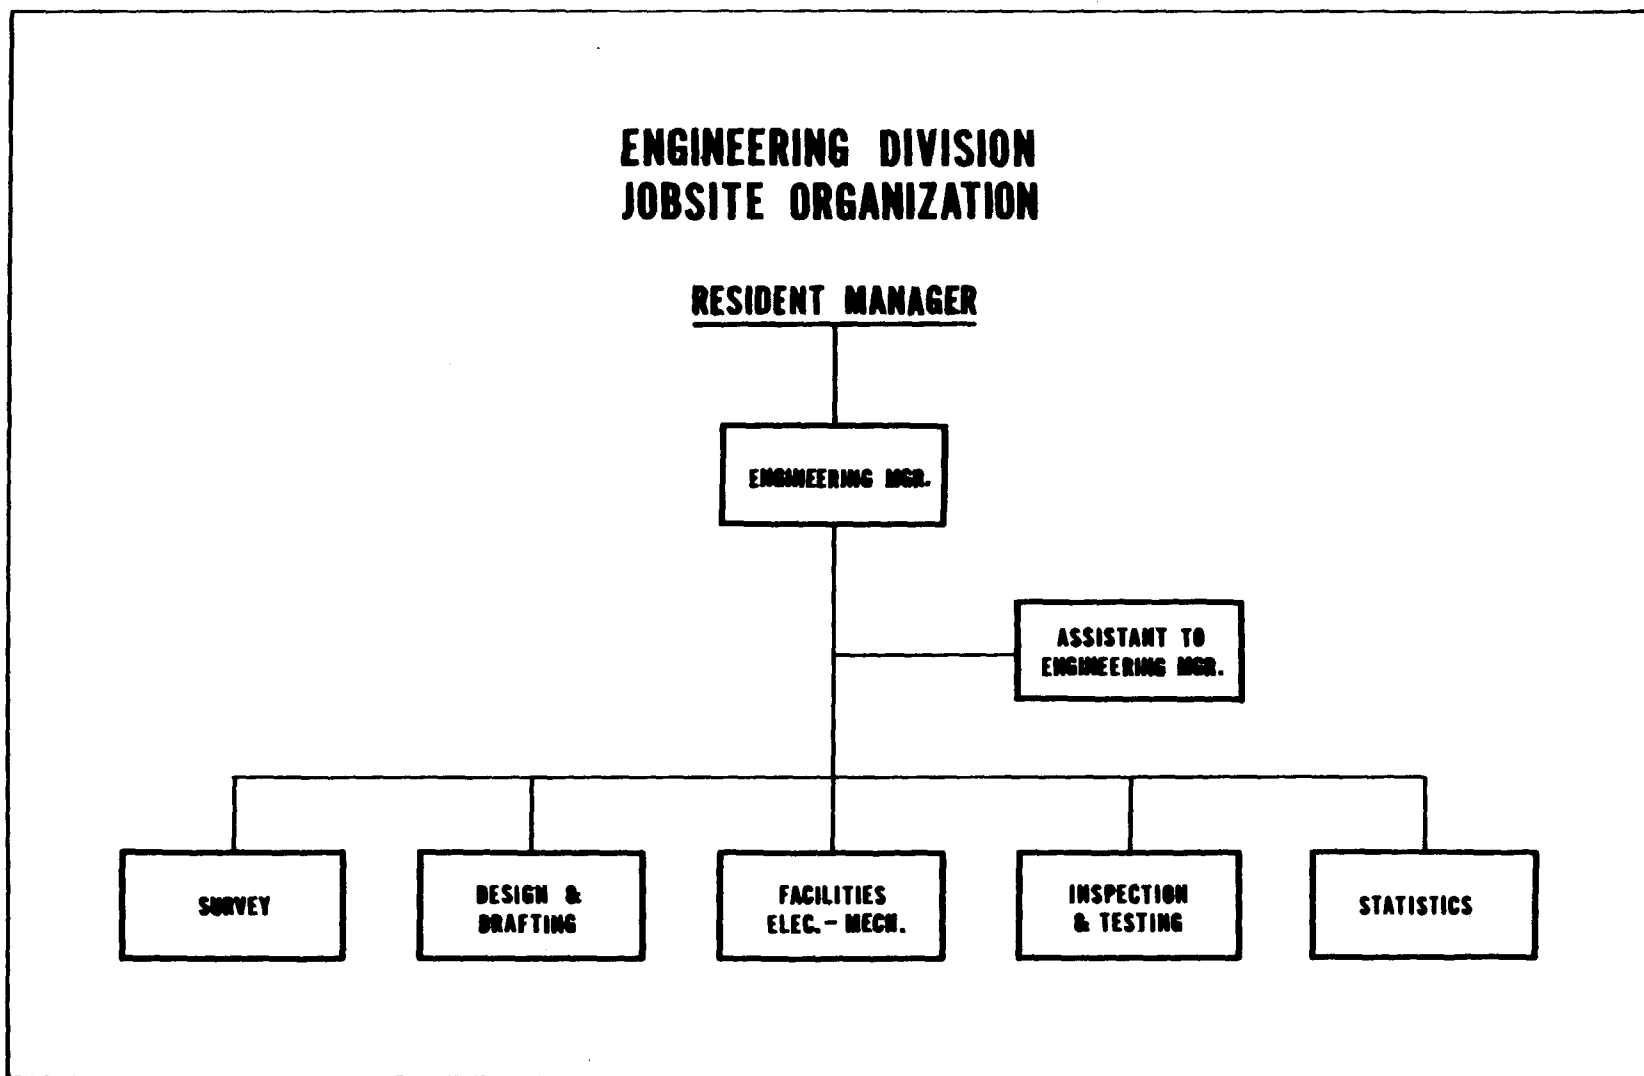 ENGINEERING DIVISION
JOBSITE ORGANIZATION
RESIDENT MANAGER
ENGINEERING MGR.
ASSISTANT TO
ENGINEERING MGR.
SURVEY
DESIGN &
DRAFTING
FACILITIES
ELEC.- MECH.
INSPECTION
& TESTING
STATISTICS